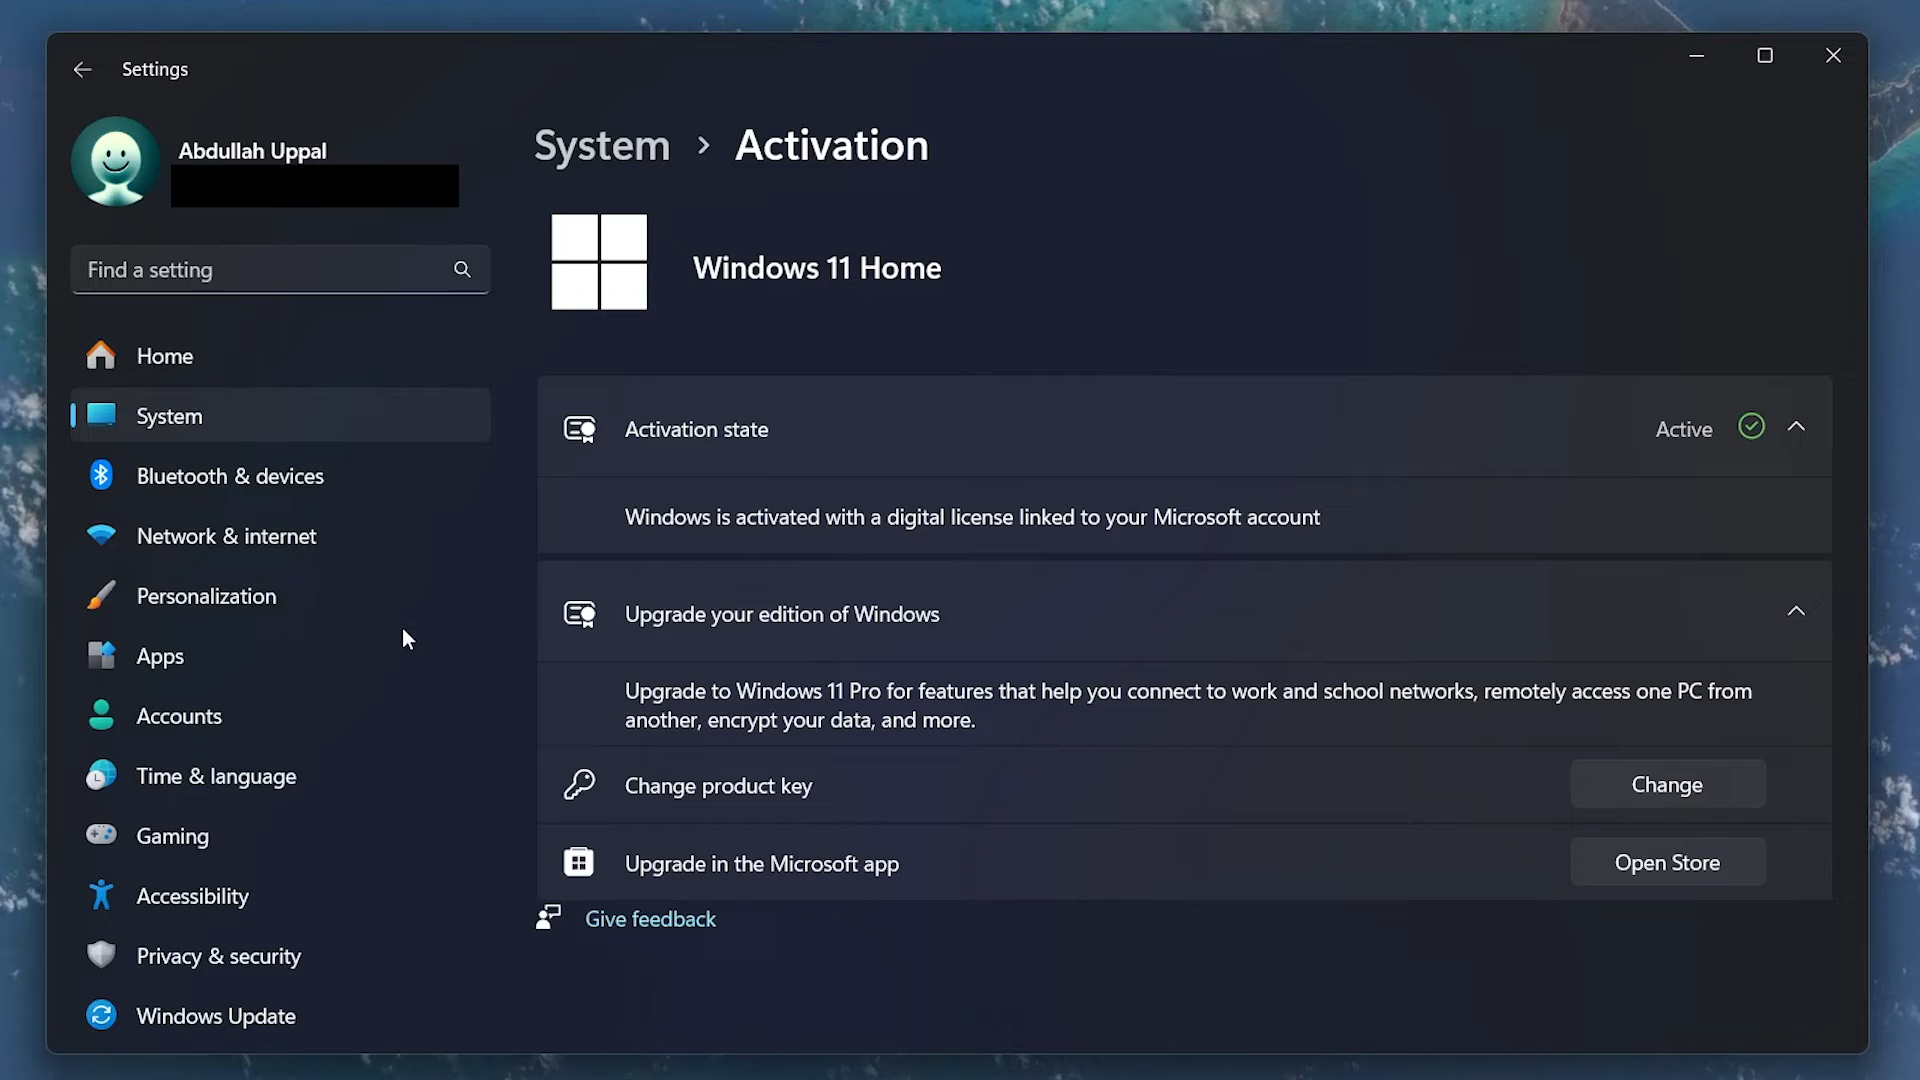 Settings
Abdullah Uppal
Find a setting
Home
System
Bluetooth & devices
Network & internet
Personalization
Apps
Accounts
Time & language
Gaming
Accessibility
Privacy & security
Windows Update
System > Activation
Windows 11 Home
Activation state
Active
Windows is activated with a digital license linked to your Microsoft account
Upgrade your edition of Windows
Upgrade to Windows 11 Pro for features that help you connect to work and school networks, remotely access one PC from
another, encrypt your data, and more.
Change product key
Change
Upgrade in the Microsoft app
Open Store
Give feedback